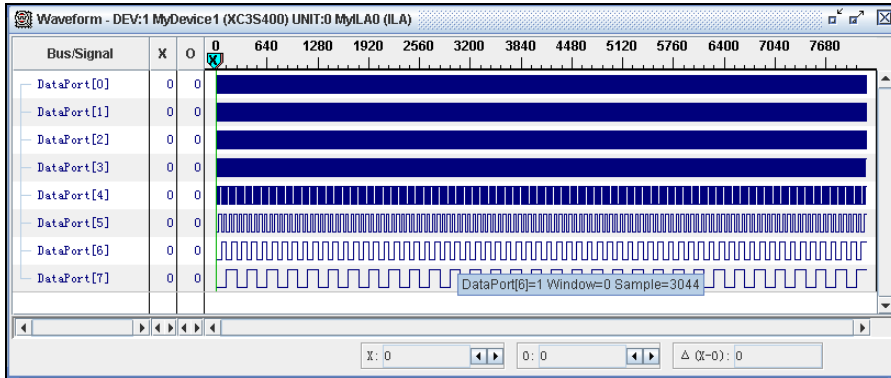 Waveform - DEV:1 MyDevice1 (XC3S400) UNIT:0 MyILA0 (ILA)
Bus/Signal X O 0 640 1280 1920 2560 3200 3840 4480 5120 5760 6400 7040 7680
X
DataPort[0] 0 0
DataPort[1] 0 0
DataPort[2] 0 0
DataPort[3] 0 0
DataPort[4] 0 0
DataPort[5] 0 0
DataPort[6] 0 0
DataPort[7] 0 0
DataPort[6]=1 Window=0 Sample=3044
X: 0 O: 0 Δ (X-O): 0